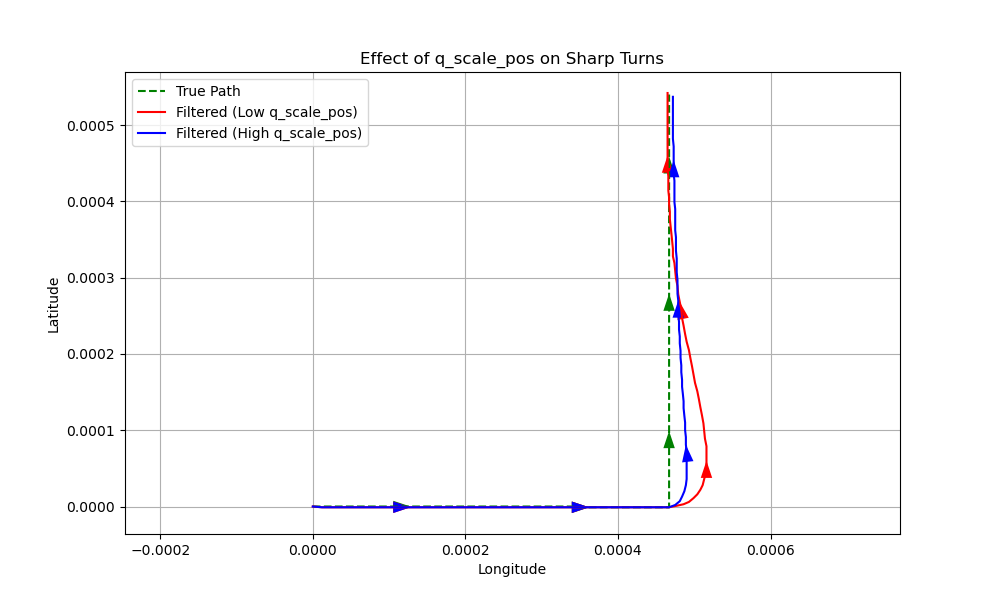 Effect of q_scale_pos on Sharp Turns
True Path
Filtered (Low q_scale_pos)
Filtered (High q_scale_pos)
0.0005
0.0004
0.0003
0.0002
0.0001
0.0000
Latitude
−0.0002 0.0000 0.0002 0.0004 0.0006
Longitude